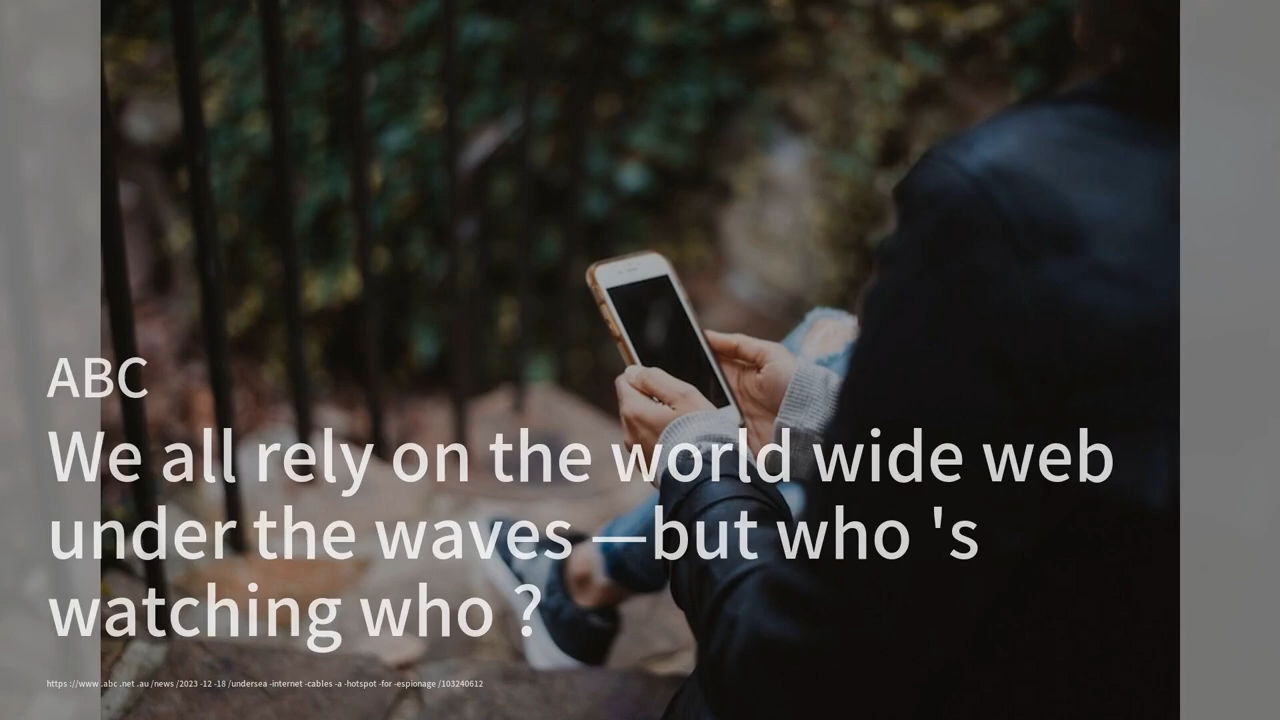 ABC
We all rely on the world wide web
under the waves —but who 's
watching who ?
https ://www .abc .net .au /news /2023 -12 -18 /undersea -internet -cables -a -hotspot -for -espionage /103240612